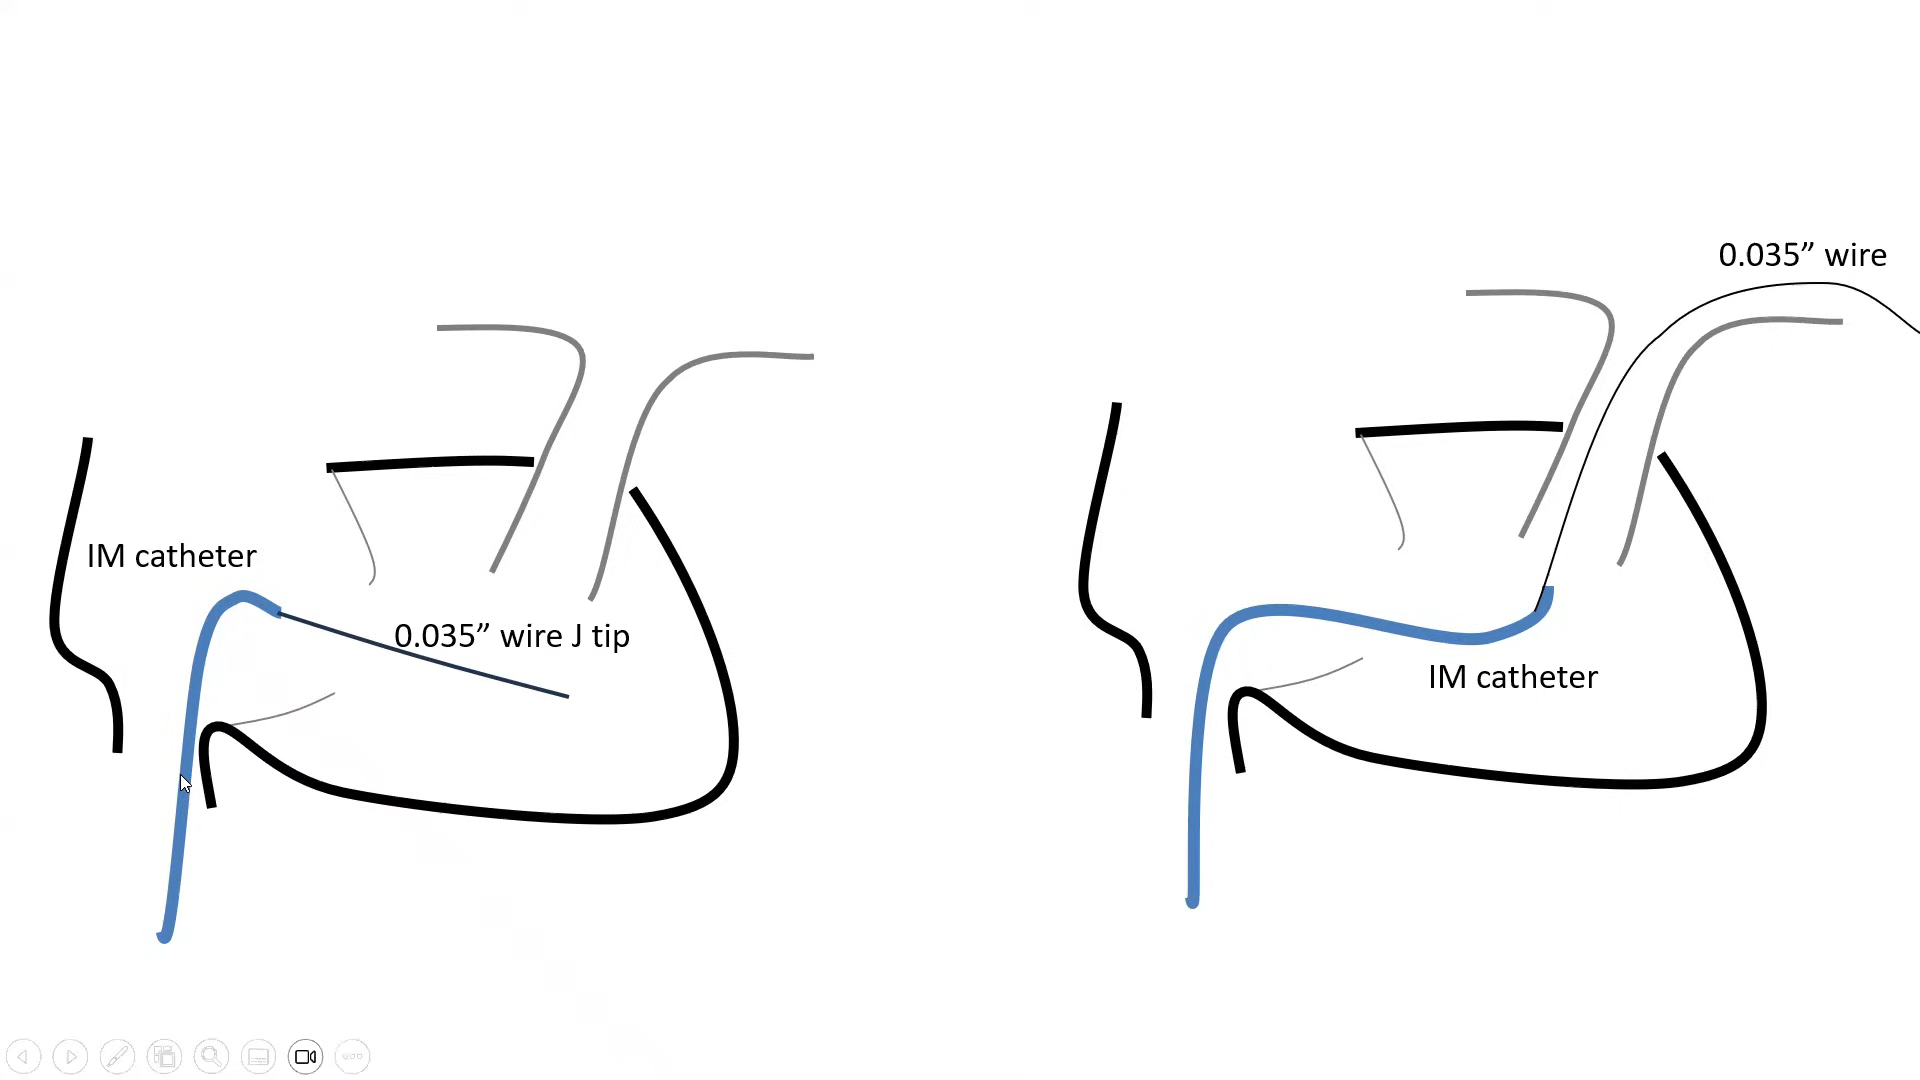 IM catheter
0.035” wire J tip
0.035” wire
IM catheter